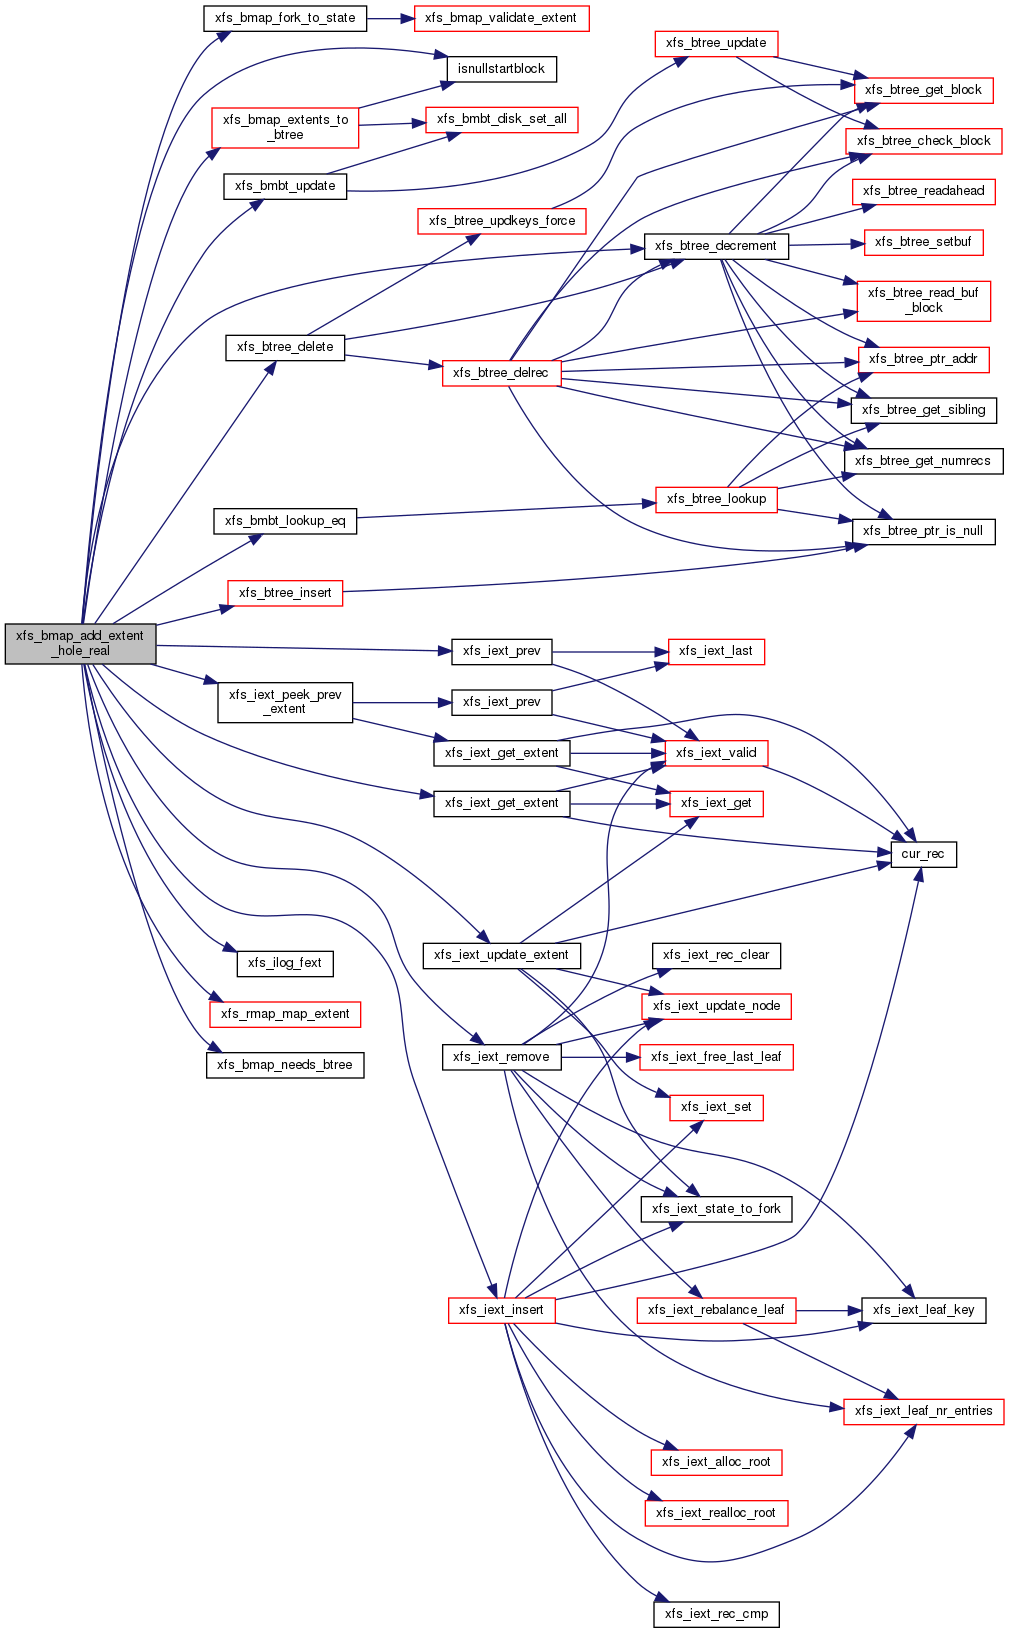 xfs_bmap_fork_to_state
xfs_bmap_validate_extent
xfs_btree_update
isnullstartblock
xfs_btree_get_block
xfs_bmap_extents_to
_btree
xfs_bmbt_disk_set_all
xfs_btree_check_block
xfs_bmbt_update
xfs_btree_readahead
xfs_btree_updkeys_force
xfs_btree_decrement
xfs_btree_setbuf
xfs_btree_read_buf
_block
xfs_btree_delete
xfs_btree_delrec
xfs_btree_ptr_addr
xfs_btree_get_sibling
xfs_btree_get_numrecs
xfs_btree_lookup
xfs_bmbt_lookup_eq
xfs_btree_ptr_is_null
xfs_btree_insert
xfs_bmap_add_extent
_hole_real
xfs_iext_prev
xfs_iext_last
xfs_iext_peek_prev
_extent
xfs_iext_prev
xfs_iext_get_extent
xfs_iext_valid
xfs_iext_get_extent
xfs_iext_get
cur_rec
xfs_iext_update_extent
xfs_iext_rec_clear
xfs_ilog_fext
xfs_iext_update_node
xfs_rmap_map_extent
xfs_iext_remove
xfs_iext_free_last_leaf
xfs_bmap_needs_btree
xfs_iext_set
xfs_iext_state_to_fork
xfs_iext_insert
xfs_iext_rebalance_leaf
xfs_iext_leaf_key
xfs_iext_leaf_nr_entries
xfs_iext_alloc_root
xfs_iext_realloc_root
xfs_iext_rec_cmp